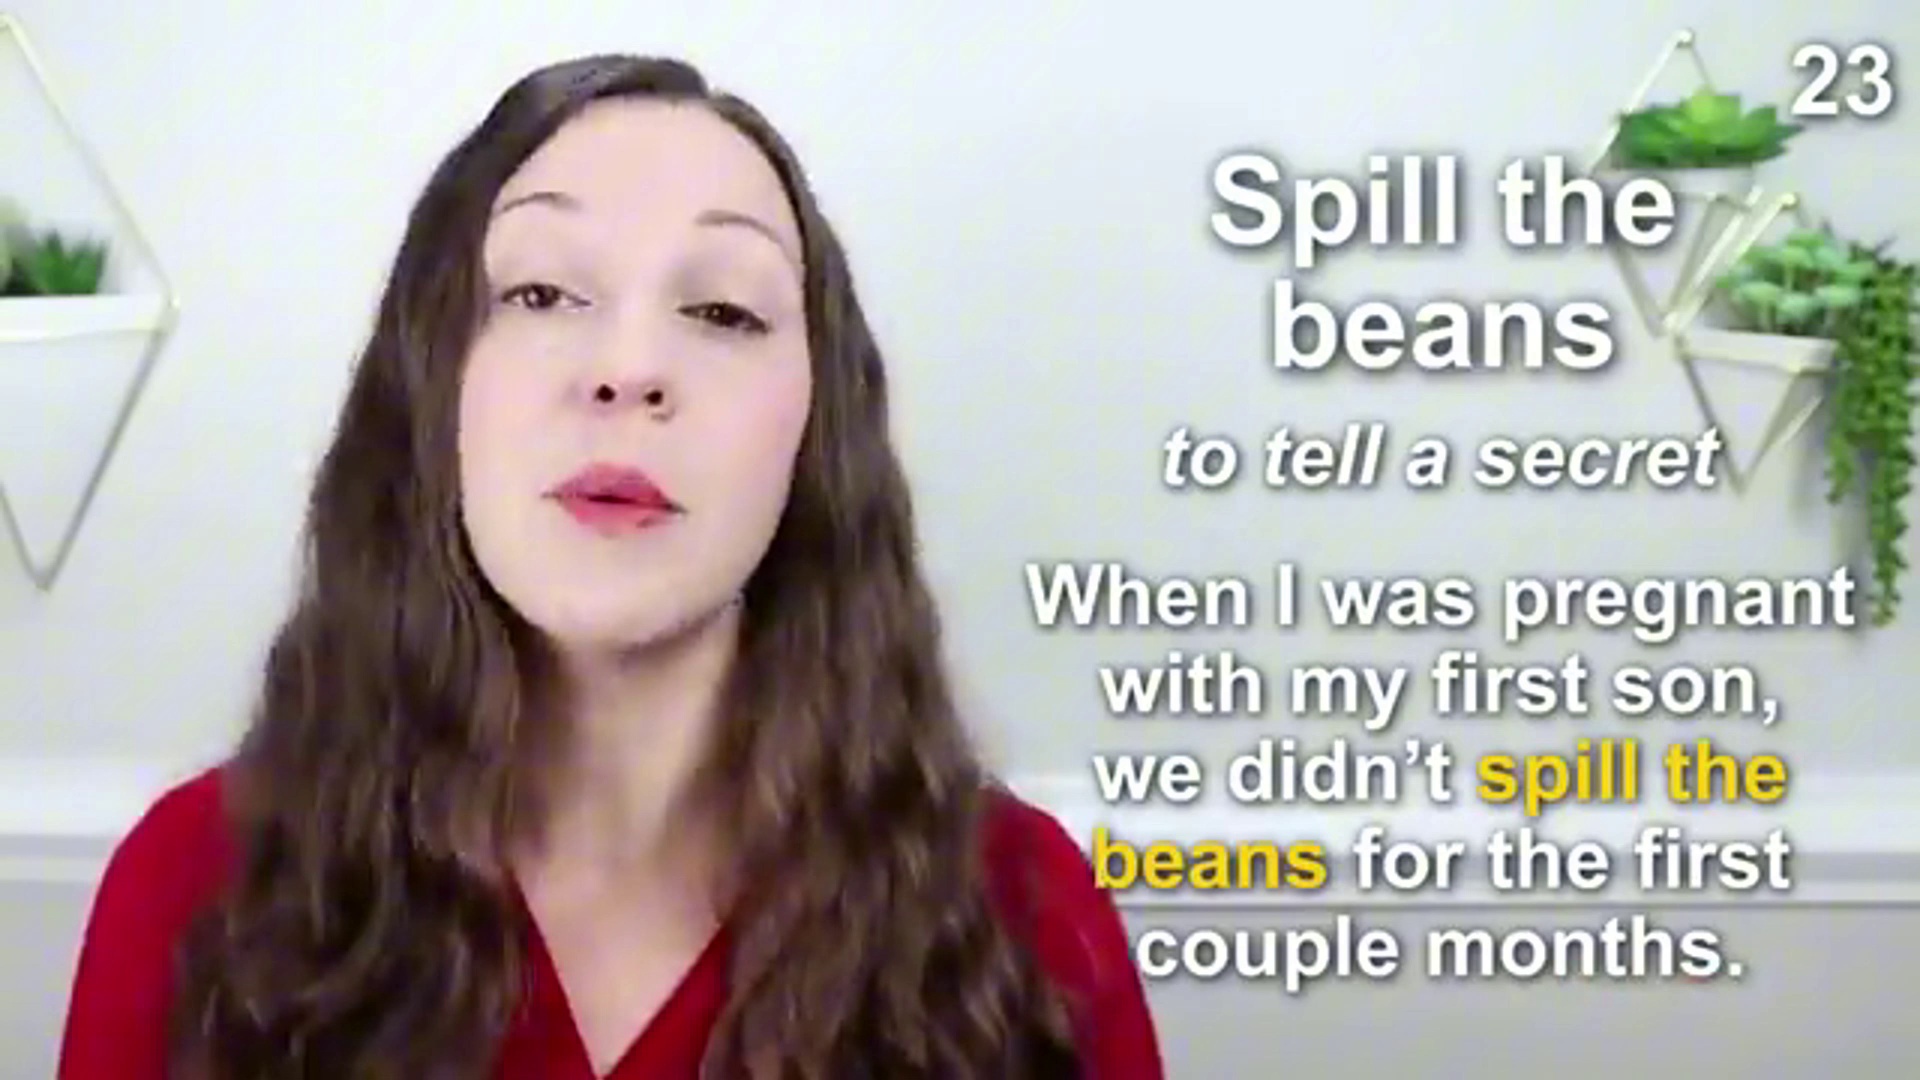 23
Spill the
beans
to tell a secret
When I was pregnant
with my first son,
we didn’t spill the
beans for the first
couple months.